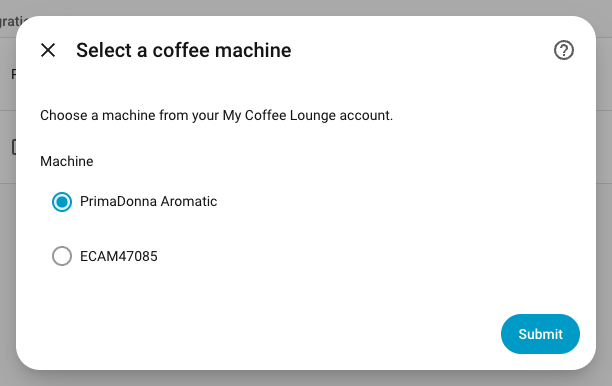 Select a coffee machine
Choose a machine from your My Coffee Lounge account.
Machine
PrimaDonna Aromatic
ECAM47085
Submit